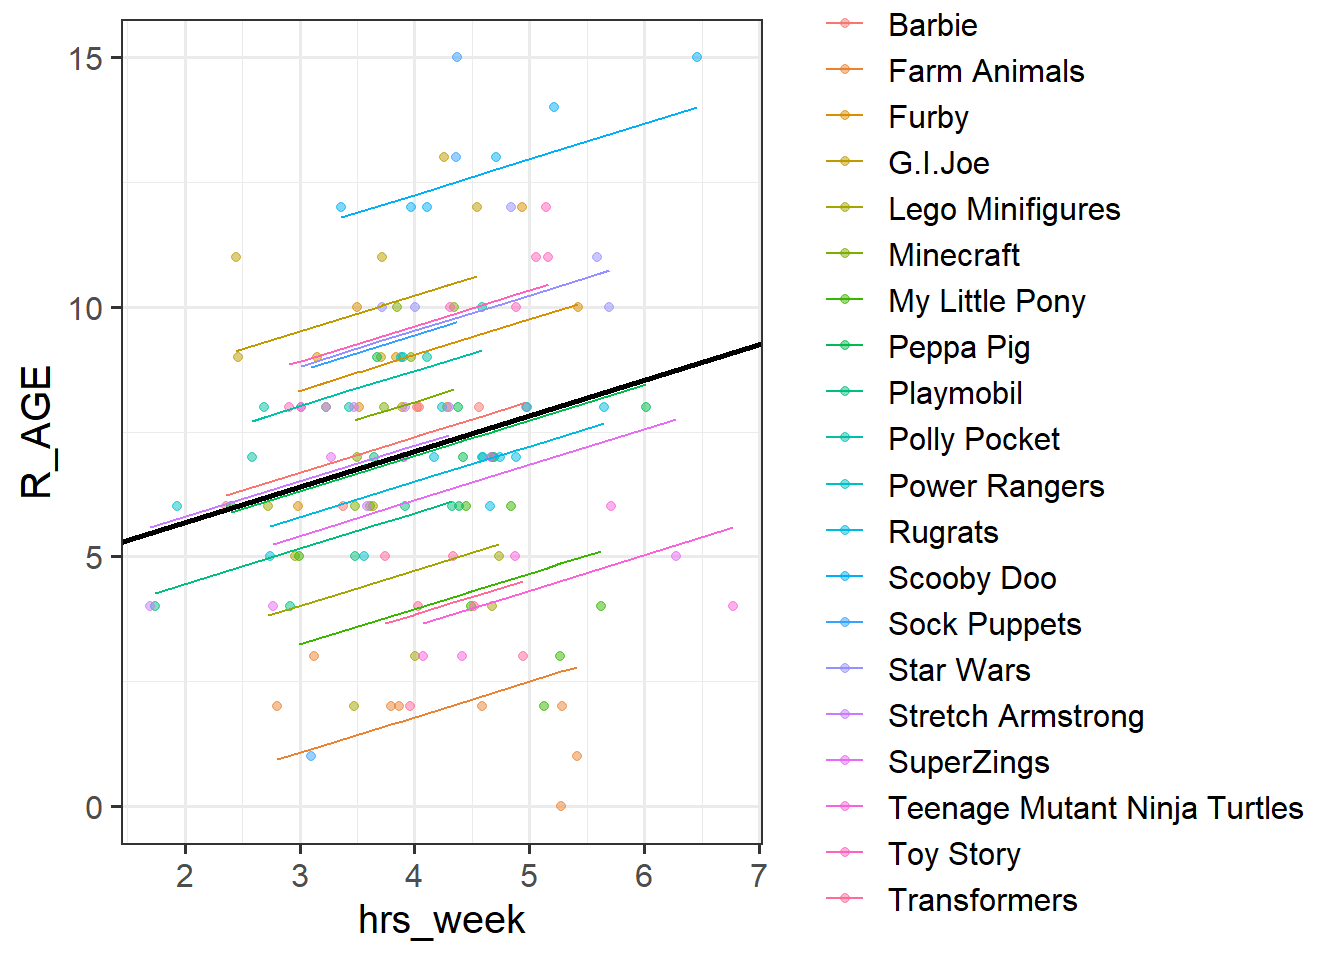 15
10
5
0
R_AGE
2 3 4 5 6 7
hrs_week
Barbie
Farm Animals
Furby
G.I.Joe
Lego Minifigures
Minecraft
My Little Pony
Peppa Pig
Playmobil
Polly Pocket
Power Rangers
Rugrats
Scooby Doo
Sock Puppets
Star Wars
Stretch Armstrong
SuperZings
Teenage Mutant Ninja Turtles
Toy Story
Transformers